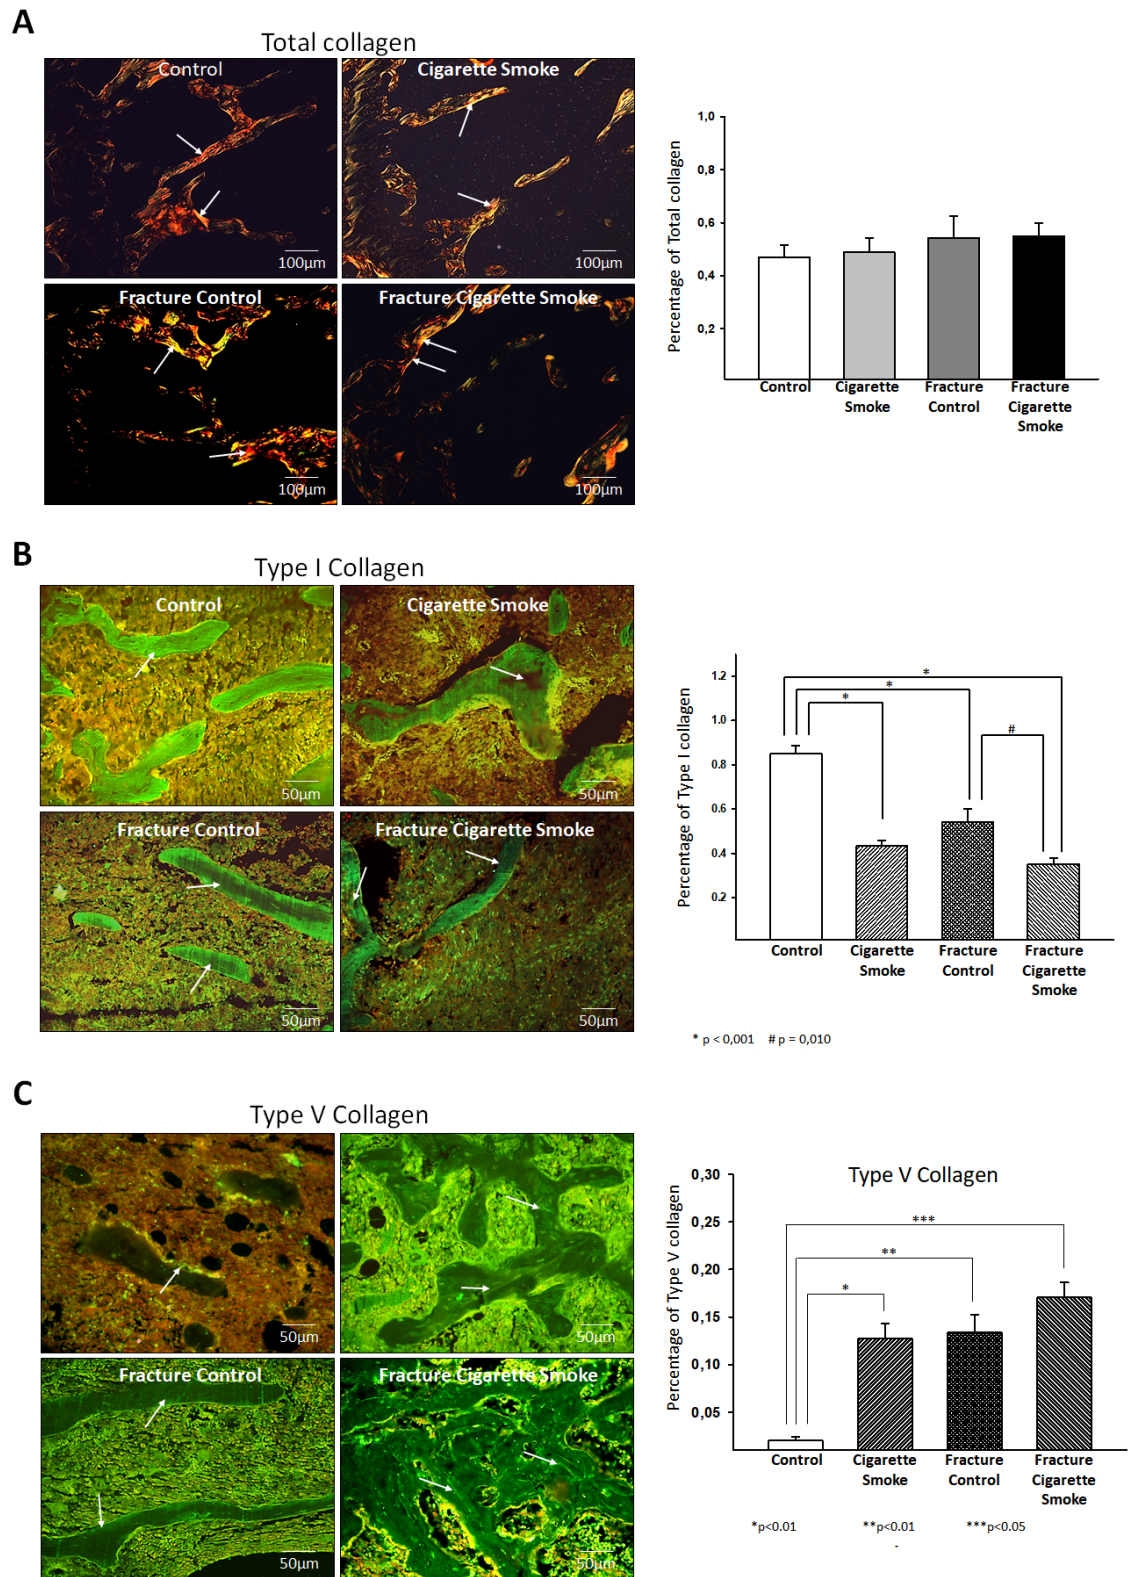 A
Total collagen
Control
Cigarette Smoke
100µm
100µm
Fracture Control
Fracture Cigarette Smoke
100µm
100µm
Percentage of Total collagen
1,0
0,8
0,6
0,4
0,2
Control
Cigarette
Smoke
Fracture
Control
Fracture
Cigarette
Smoke
B
Type I Collagen
Control
Cigarette Smoke
50µm
50µm
Fracture Control
Fracture Cigarette Smoke
50µm
50µm
Percentage of Type I collagen
1.2
1.0
0.8
0.6
0.4
0.2
*
*
*
#
Control
Cigarette
Smoke
Fracture
Control
Fracture
Cigarette
Smoke
* p < 0,001 # p = 0,010
C
Type V Collagen
50µm
50µm
Fracture Control
Fracture Cigarette Smoke
50µm
50µm
Type V Collagen
Percentage of Type V collagen
0,30
0,25
0,20
0,15
0,10
0,05
***
**
*
Control
Cigarette
Smoke
Fracture
Control
Fracture
Cigarette
Smoke
*p<0.01 **p<0.01 ***p<0.05